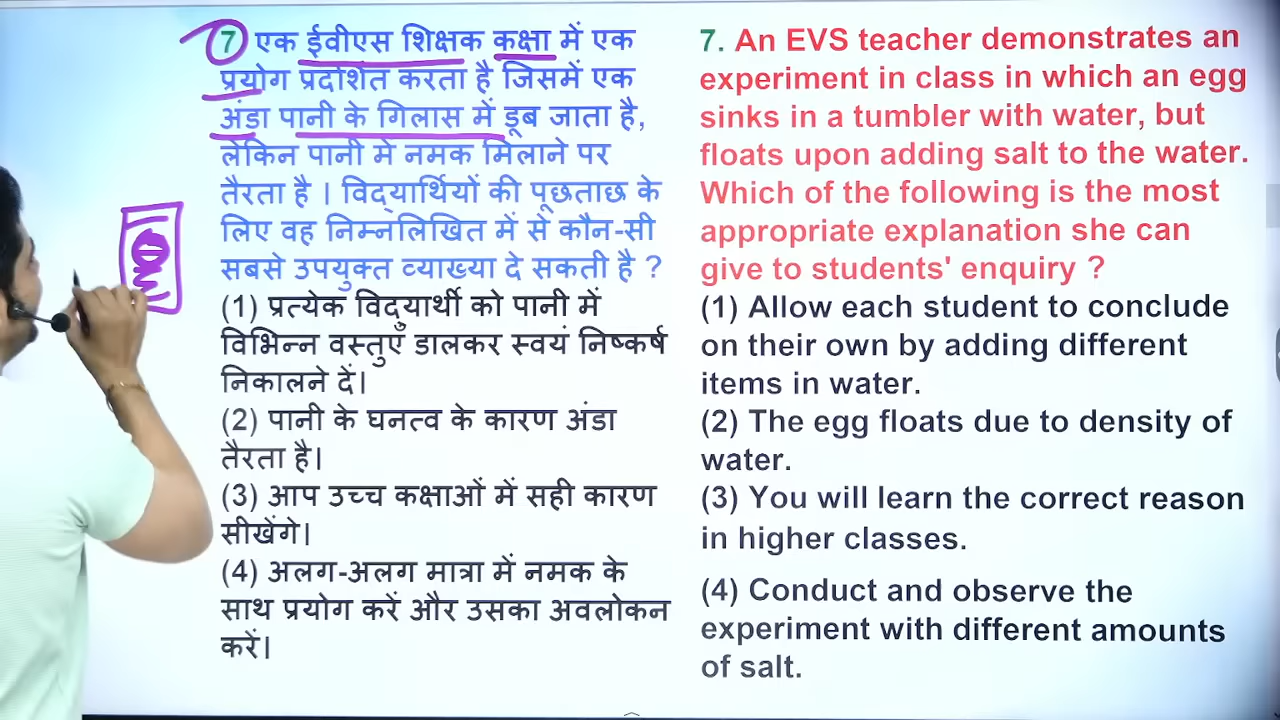 7 एक ईवीएस शिक्षक कक्षा में एक
प्रयोग प्रदर्शित करता है जिसमें एक
अंडा पानी के गिलास में डूब जाता है,
लेकिन पानी में नमक मिलाने पर
तैरता है | विद्यार्थियों की पूछताछ के
लिए वह निम्नलिखित में से कौन-सी
सबसे उपयुक्त व्याख्या दे सकती है ?
(1) प्रत्येक विद्यार्थी को पानी में
विभिन्न वस्तुएँ डालकर स्वयं निष्कर्ष
निकालने दें|
(2) पानी के घनत्व के कारण अंडा
तैरता है|
(3) आप उच्च कक्षाओं में सही कारण
सीखेंगे|
(4) अलग-अलग मात्रा में नमक के
साथ प्रयोग करें और उसका अवलोकन
करें|
7. An EVS teacher demonstrates an
experiment in class in which an egg
sinks in a tumbler with water, but
floats upon adding salt to the water.
Which of the following is the most
appropriate explanation she can
give to students' enquiry ?
(1) Allow each student to conclude
on their own by adding different
items in water.
(2) The egg floats due to density of
water.
(3) You will learn the correct reason
in higher classes.
(4) Conduct and observe the
experiment with different amounts
of salt.